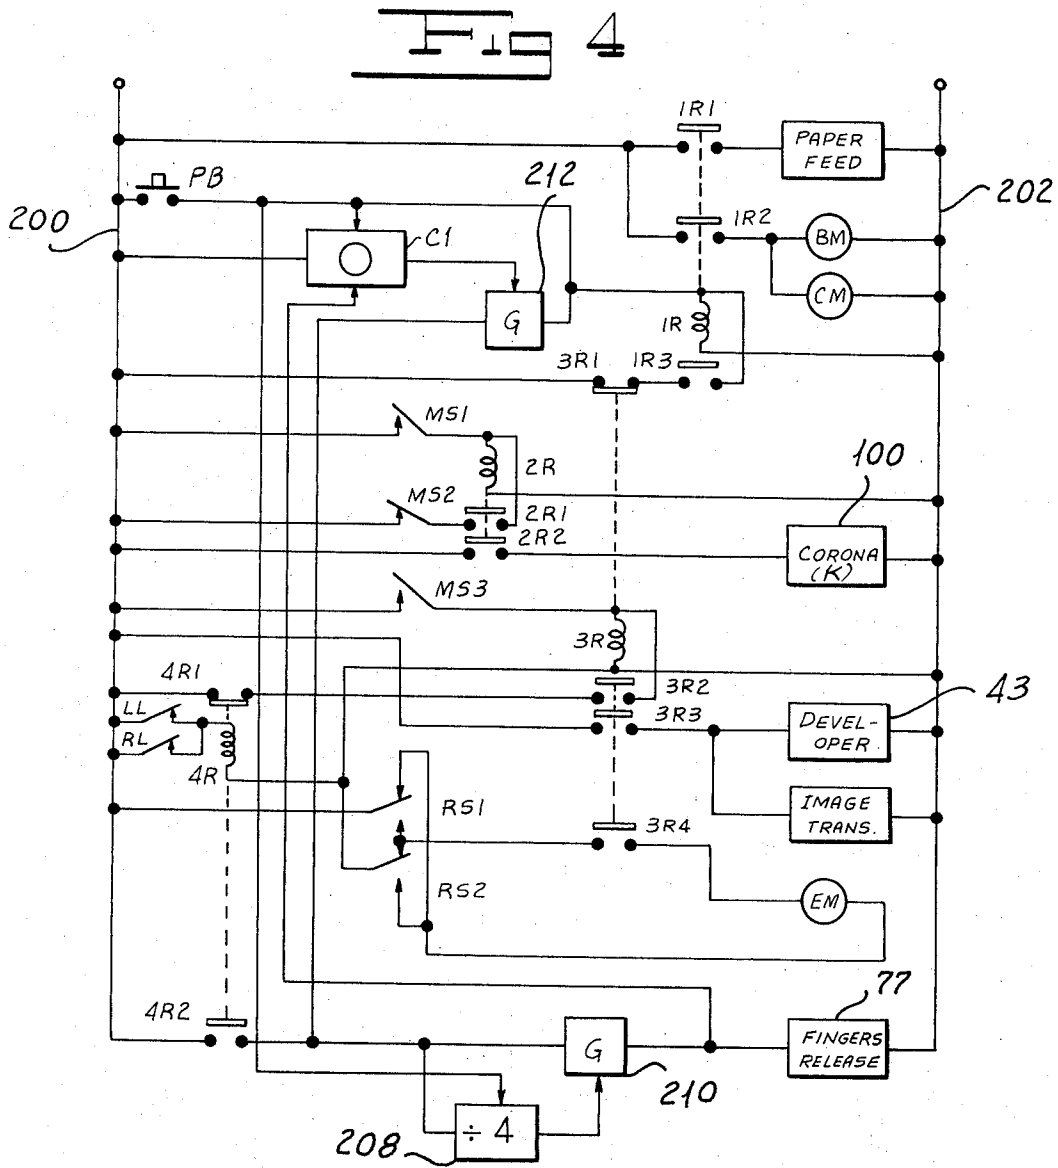 Fig 4
1R1
PAPER
FEED
PB
212
202
200
1R2
BM
C1
CM
G
1R
3R1
1R3
MS1
2R
100
MS2
2R1
2R2
CORONA
(K)
MS3
3R
4R1
3R2
43
LL
3R3
DEVEL-
OPER
RL
4R
IMAGE
TRANS.
RS1
3R4
RS2
EM
77
4R2
FINGERS
RELEASE
G
210
÷ 4
208